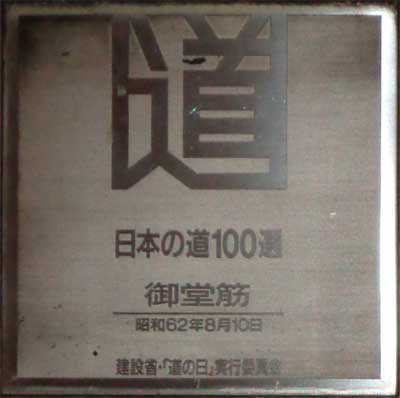 道
日本の道100選
御堂筋
昭和62年8月10日
建設省・「道の日」実行委員会